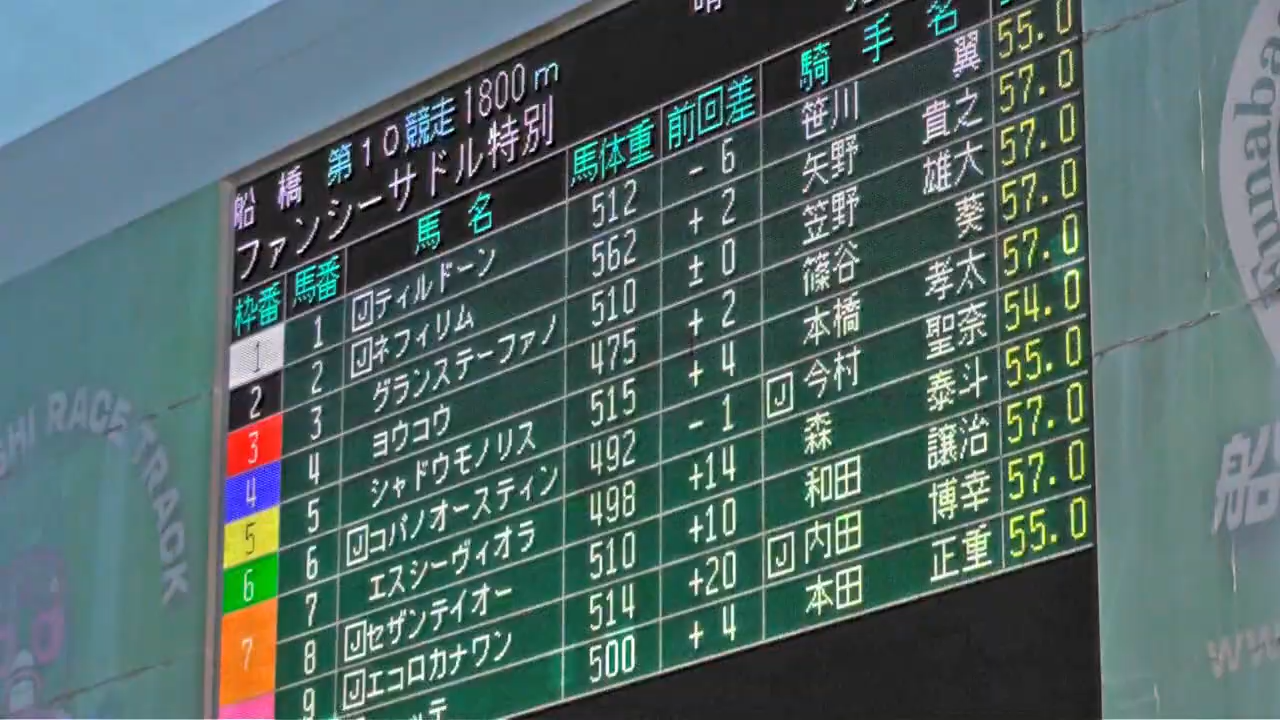 船橋 第10競走 1800m
ファンシーサドル特別
枠番 馬番 馬名 馬体重 前回差 騎手名
1 1 Jティルドーン 512 - 6 笹川 翼 55.0
2 2 Jネフィリム 562 + 2 矢野 貴之 57.0
3 3 グランステーファノ 510 ± 0 笠野 雄大 57.0
4 4 ヨウコウ 475 + 2 篠谷 葵 57.0
5 5 シャドウモノリス 515 + 4 本橋 孝太 57.0
6 6 Jコパノオースティン 492 - 1 J今村 聖奈 54.0
7 7 エスシーヴィオラ 498 +14 森 泰斗 55.0
8 Jセザンテイオー 510 +10 和田 譲治 57.0
9 Jエコロカナワン 514 +20 J内田 博幸 57.0
500 + 4 本田 正重 55.0
RACE TRACK
船